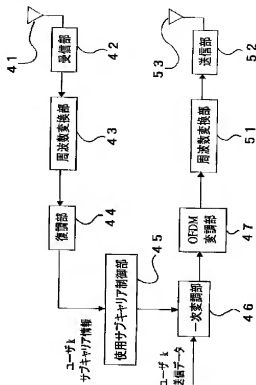 41
受信部
42
周波数変換部
43
復調部
44
ユーザk
サブキャリア情報
使用サブキャリア制御部
45
53
送信部
52
周波数変換部
51
OFDM
変調部
47
一次変調部
46
ユーザk
送信データ